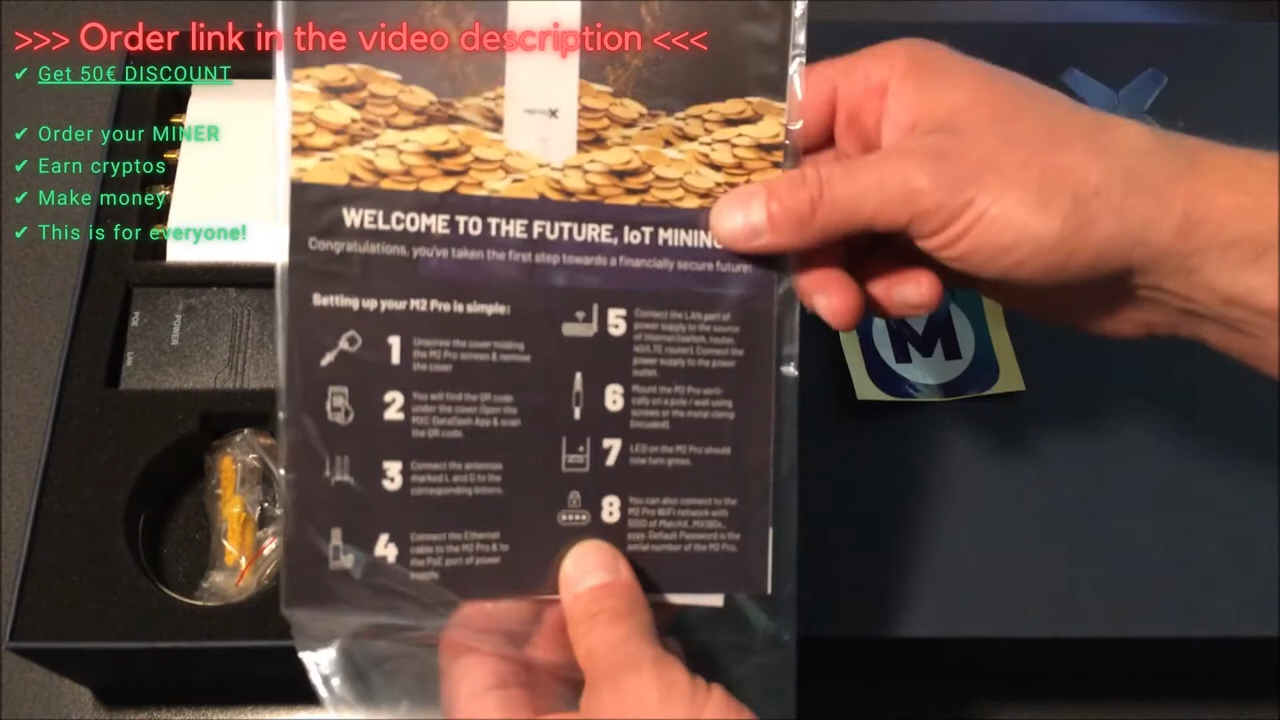 >>> Order link in the video description <<<
✔ Get 50€ DISCOUNT
✔ Order your MINER
✔ Earn cryptos
✔ Make money
✔ This is for everyone!
WELCOME TO THE FUTURE, IoT MINING
Congratulations, you've taken the first step towards a financially secure future!
Setting up your M2 Pro is simple:
1
Unscrew the cover holding
the M2 Pro screws & remove
the cover
2
You will find the QR code
under the cover. Open the
MXC DataDash App & scan
the QR code.
3
Connect the antennas
marked L and G to the
corresponding letters.
4
Connect the Ethernet
cable to the M2 Pro & to
the PoE port of power
supply.
5
Connect the LAN port of
power supply to the source
of Internet (switch, router,
4G/LTE router). Connect the
power supply to the power
outlet.
6
Mount the M2 Pro verti-
cally on a pole / wall using
screws or the metal clamp
(included).
7
LED on the M2 Pro should
now turn green.
8
You can also connect to the
M2 Pro WiFi network with
SSID of
Default Password is the
serial number of the M2 Pro.
POE
POWER
LAN
M